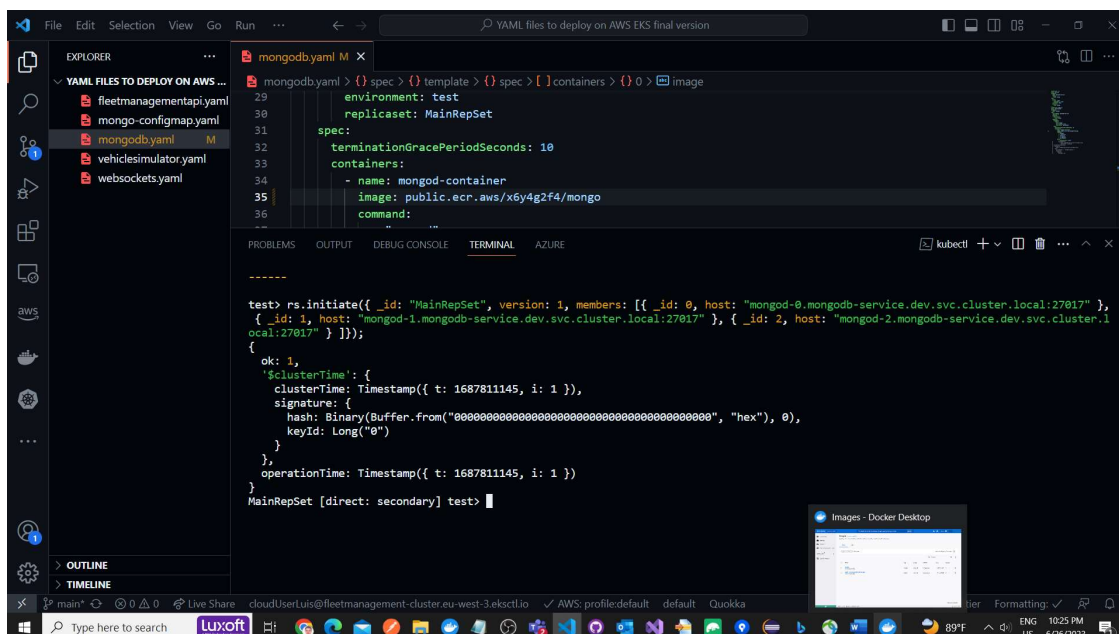 File Edit Selection View Go Run ...
YAML files to deploy on AWS EKS final version
EXPLORER
YAML FILES TO DEPLOY ON AWS ...
fleetmanagementapi.yaml
mongo-configmap.yaml
mongodb.yaml M
vehiclesimulator.yaml
websockets.yaml
aws
OUTLINE
TIMELINE
mongodb.yaml M
mongodb.yaml > {} spec > {} template > {} spec > [ ] containers > {} 0 > image
29 environment: test
30 replicaset: MainRepSet
31 spec:
32 terminationGracePeriodSeconds: 10
33 containers:
34 - name: mongod-container
35 image: public.ecr.aws/x6y4g2f4/mongo
36 command:
PROBLEMS OUTPUT DEBUG CONSOLE TERMINAL AZURE
kubectl
------
test> rs.initiate({ _id: "MainRepSet", version: 1, members: [{ _id: 0, host: "mongod-0.mongodb-service.dev.svc.cluster.local:27017" },
{ _id: 1, host: "mongod-1.mongodb-service.dev.svc.cluster.local:27017" }, { _id: 2, host: "mongod-2.mongodb-service.dev.svc.cluster.l
ocal:27017" } ]});
{
ok: 1,
'$clusterTime': {
clusterTime: Timestamp({ t: 1687811145, i: 1 }),
signature: {
hash: Binary(Buffer.from("0000000000000000000000000000000000000000", "hex"), 0),
keyId: Long("0")
}
},
operationTime: Timestamp({ t: 1687811145, i: 1 })
}
MainRepSet [direct: secondary] test>
Images - Docker Desktop
main* 0 0 Live Share cloudUserLuis@fleetmanagement-cluster.eu-west-3.eksctl.io AWS: profile:default default Quokka
Formatting:
Type here to search
Luxoft
89°F
ENG
10:25 PM